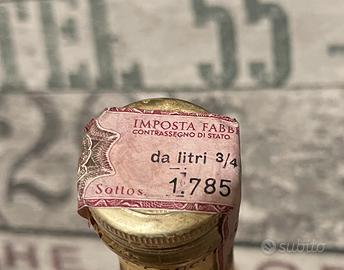 IMPOSTA FABB
CONTRASSEGNO DI STATO
da litri 3/4
Sottos.
1.785
subito